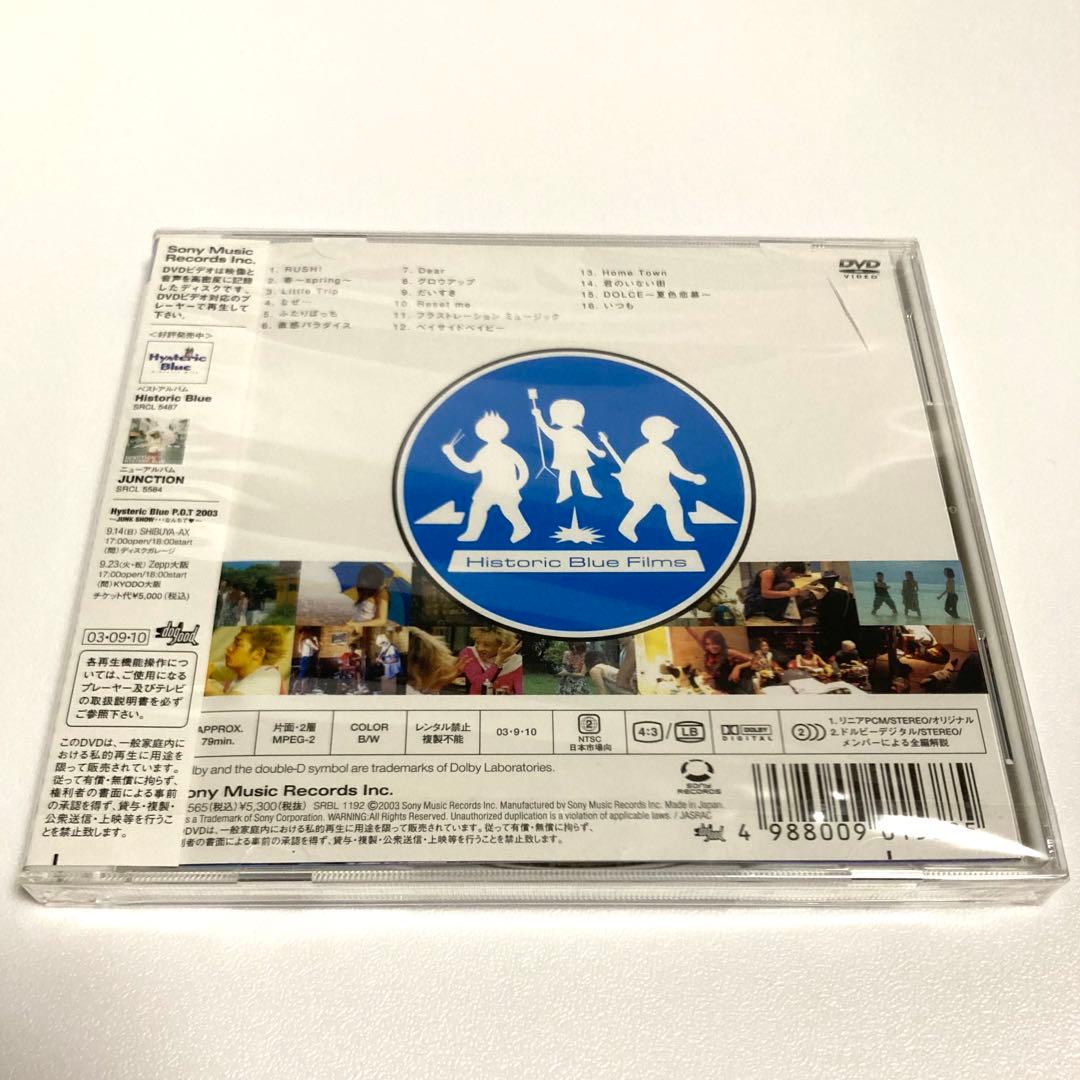 Sony Music
Records Inc.
DVDビデオは映像と
音声を高密度に記録
したディスクです。
DVDビデオ対応のプ
レーヤーで再生して
下さい。
<好評発売中>
Hysteric
Blue
ベストアルバム
Historic Blue
SRCL 5487
ニューアルバム
JUNCTION
SRCL 5584
Hysteric Blue P.O.T 2003
9.14(日) SHIBUYA-AX
17:00open/18:00start
(問)ディスクガレージ
9.23(火・祝) Zepp大阪
17:00open/18:00start
(問)KYODO大阪
チケット代¥5,000(税込)
03・09・10
dogfood
各再生機能操作につ
いては、ご使用になる
プレーヤー及びテレビ
の取扱説明書を必ず
ご参照下さい。
このDVDは、一般家庭内に
おける私的再生に用途を
限って販売されています。
従って有償・無償に拘らず、
権利者の書面による事前
の承認を得ず、貸与・複製・
公衆送信・上映等を行うこ
とを禁止致します。
1. RUSH!
2. 春〜spring〜
3. Little Trip
4. なぜ…
5. ふたりぼっち
6. 直感パラダイス
7. Dear
8. グロウアップ
9. だいすき
10. Reset me
11. フラストレーション ミュージック
12. ベイサイドベイビー
13. Home Town
14. 君のいない街
15. DOLCE〜夏色恋慕〜
16. いつも
DVD
VIDEO
Historic Blue Films
APPROX.
79min.
片面・2層
MPEG-2
COLOR
B/W
レンタル禁止
複製不能
03・9・10
2
NTSC
日本市場向
4:3/LB
DOLBY
DIGITAL
2
1. リニアPCM/STEREO/オリジナル
2. ドルビーデジタル/STEREO/
メンバーによる全編解説
lby and the double-D symbol are trademarks of Dolby Laboratories.
ony Music Records Inc.
565(税込)¥5,300(税抜) SRBL 1192 Ⓒ2003 Sony Music Records Inc. Manufactured by Sony Music Records Inc. Made in Japan.
s a Trademark of Sony Corporation. WARNING:All Rights Reserved. Unauthorized duplication is a violation of applicable laws. / JASRAC
DVDは、一般家庭内における私的再生に用途を限って販売されています。従って有償・無償に拘らず、
利者の書面による事前の承認を得ず、貸与・複製・公衆送信・上映等を行うことを禁止致します。
SONY
RECORDS
4 988009